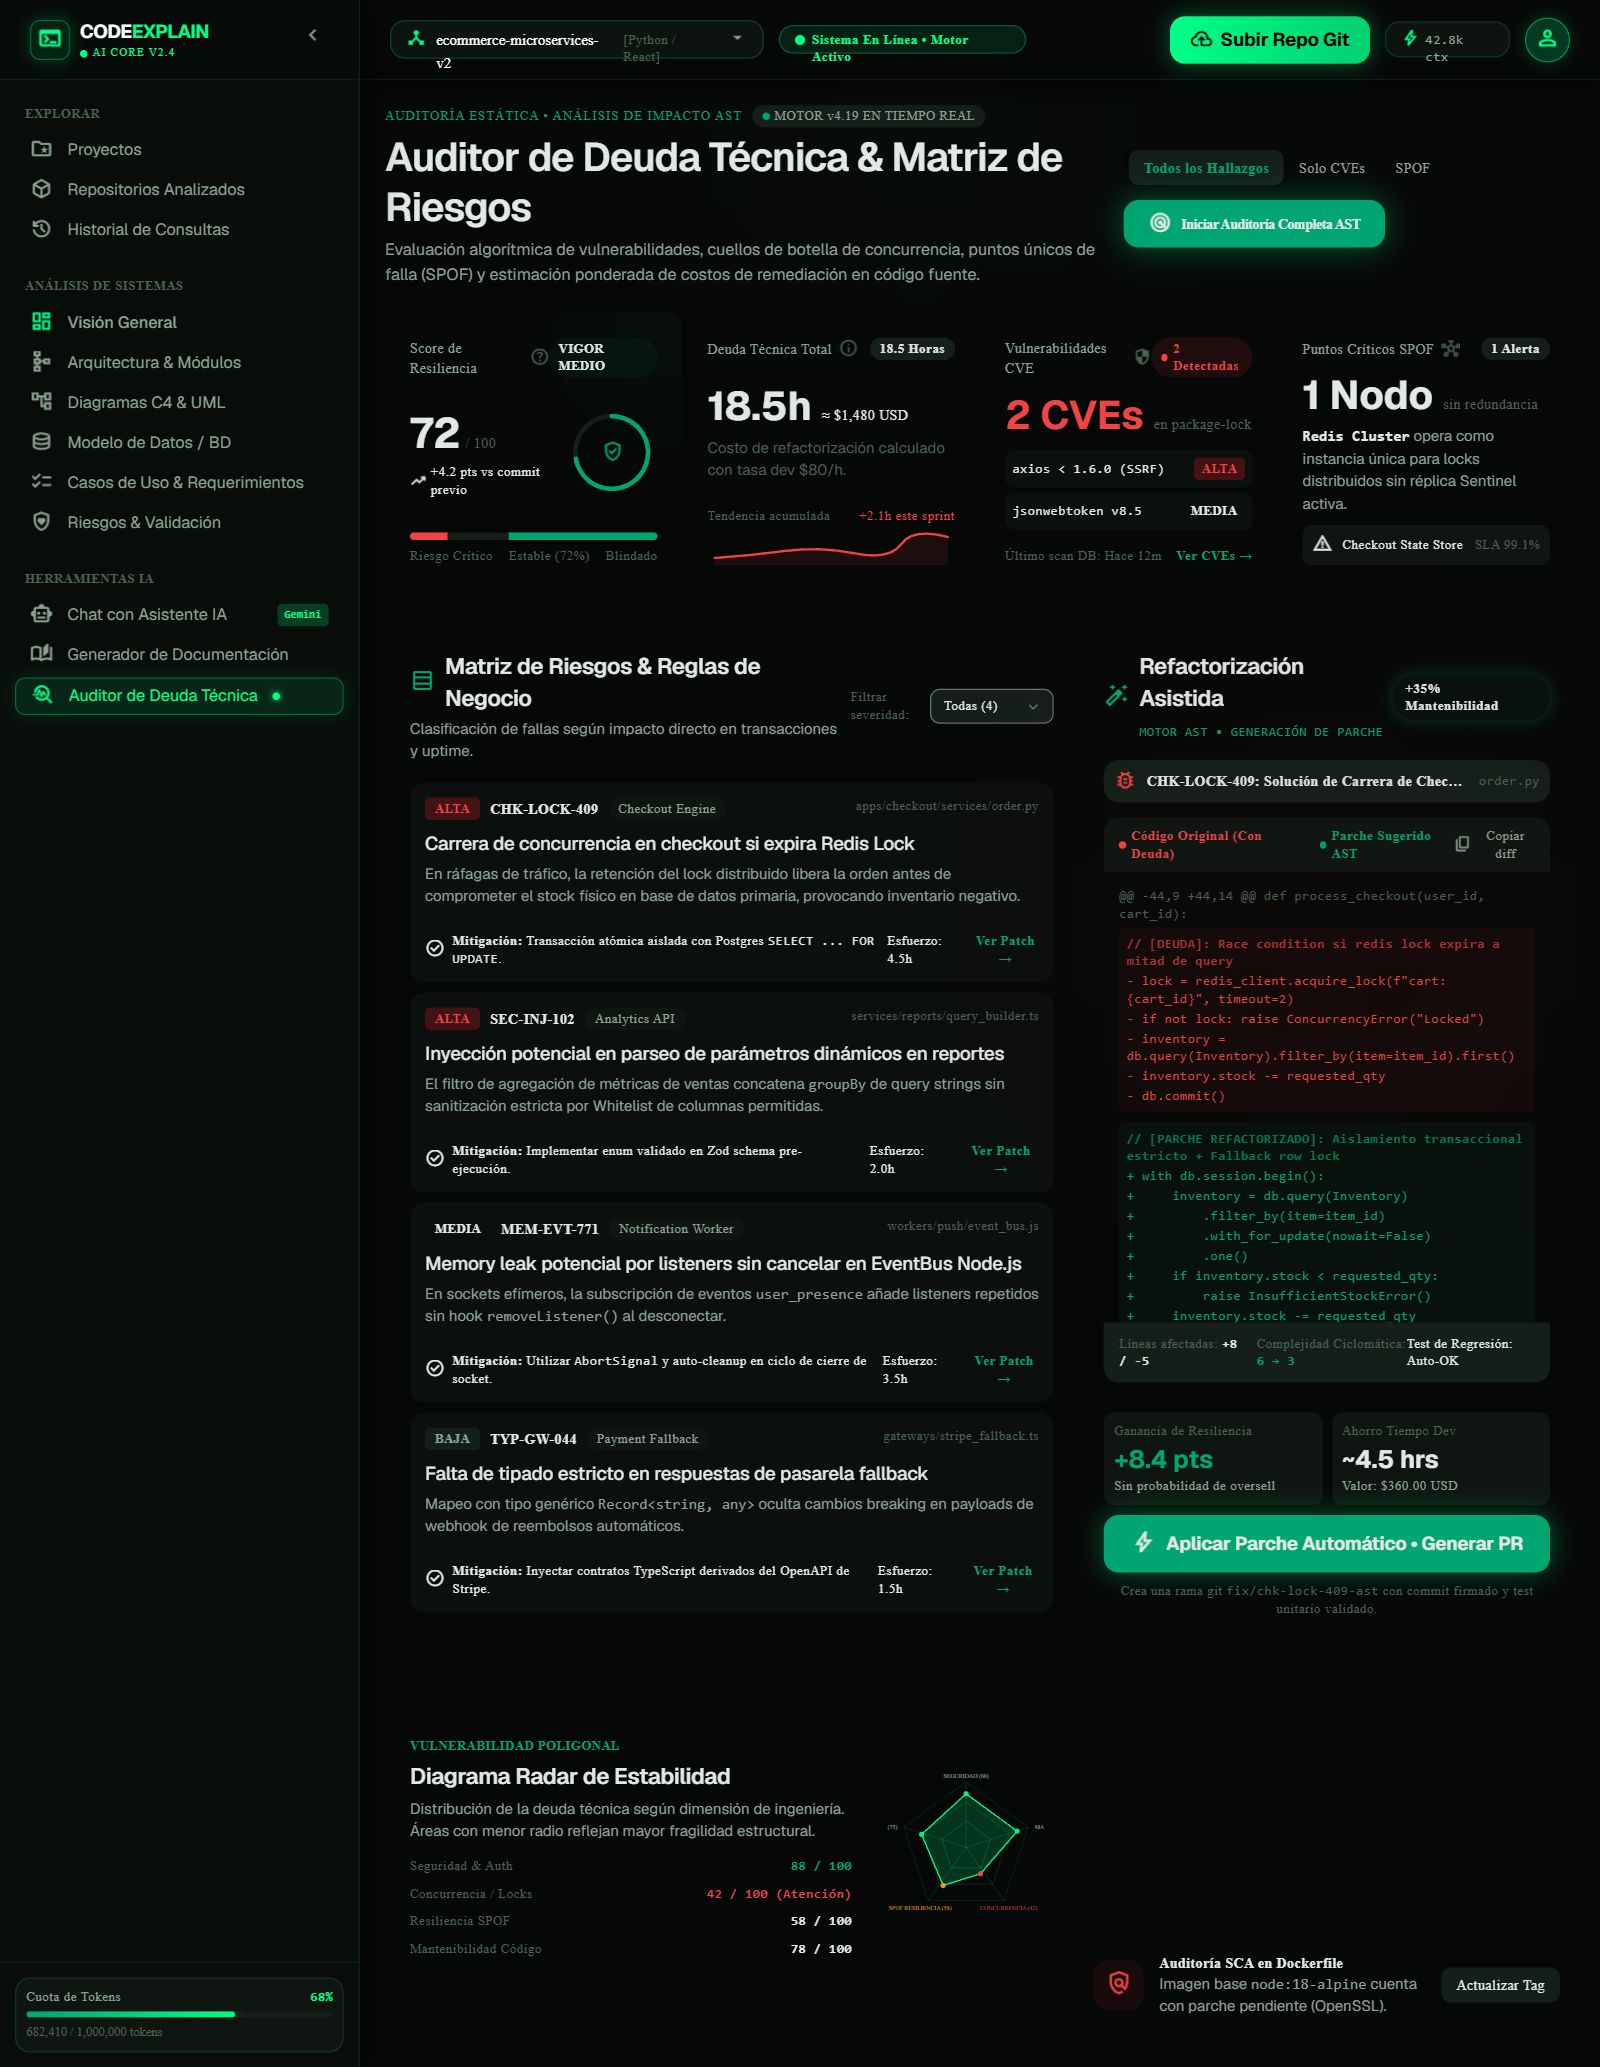 CODEEXPLAIN
AI CORE V2.4
ecommerce-microservices-
v2
[Python /
React]
Sistema En Línea • Motor
Activo
Subir Repo Git
42.8k
ctx
EXPLORAR
Proyectos
Repositorios Analizados
Historial de Consultas
ANÁLISIS DE SISTEMAS
Visión General
Arquitectura & Módulos
Diagramas C4 & UML
Modelo de Datos / BD
Casos de Uso & Requerimientos
Riesgos & Validación
HERRAMIENTAS IA
Chat con Asistente IA
Gemini
Generador de Documentación
Auditor de Deuda Técnica
Cuota de Tokens
68%
682,410 / 1,000,000 tokens
AUDITORÍA ESTÁTICA • ANÁLISIS DE IMPACTO AST
MOTOR v4.19 EN TIEMPO REAL
Auditor de Deuda Técnica & Matriz de
Riesgos
Evaluación algorítmica de vulnerabilidades, cuellos de botella de concurrencia, puntos únicos de
falla (SPOF) y estimación ponderada de costos de remediación en código fuente.
Todos los Hallazgos
Solo CVEs
SPOF
Iniciar Auditoría Completa AST
Score de
Resiliencia
VIGOR
MEDIO
72 / 100
+4.2 pts vs commit
previo
Riesgo Crítico
Estable (72%)
Blindado
Deuda Técnica Total
18.5 Horas
18.5h ≈ $1,480 USD
Costo de refactorización calculado
con tasa dev $80/h.
Tendencia acumulada
+2.1h este sprint
Vulnerabilidades
CVE
2
Detectadas
2 CVEs en package-lock
axios < 1.6.0 (SSRF)
ALTA
jsonwebtoken v8.5
MEDIA
Último scan DB: Hace 12m
Ver CVEs →
Puntos Críticos SPOF
1 Alerta
1 Nodo sin redundancia
Redis Cluster opera como
instancia única para locks
distribuidos sin réplica Sentinel
activa.
Checkout State Store
SLA 99.1%
Matriz de Riesgos & Reglas de
Negocio
Clasificación de fallas según impacto directo en transacciones
y uptime.
Filtrar
severidad:
Todas (4)
ALTA
CHK-LOCK-409
Checkout Engine
apps/checkout/services/order.py
Carrera de concurrencia en checkout si expira Redis Lock
En ráfagas de tráfico, la retención del lock distribuido libera la orden antes de
comprometer el stock físico en base de datos primaria, provocando inventario negativo.
Mitigación: Transacción atómica aislada con Postgres SELECT ... FOR
UPDATE.
Esfuerzo:
4.5h
Ver Patch
→
ALTA
SEC-INJ-102
Analytics API
services/reports/query_builder.ts
Inyección potencial en parseo de parámetros dinámicos en reportes
El filtro de agregación de métricas de ventas concatena groupBy de query strings sin
sanitización estricta por Whitelist de columnas permitidas.
Mitigación: Implementar enum validado en Zod schema pre-
ejecución.
Esfuerzo:
2.0h
Ver Patch
→
MEDIA
MEM-EVT-771
Notification Worker
workers/push/event_bus.js
Memory leak potencial por listeners sin cancelar en EventBus Node.js
En sockets efímeros, la subscripción de eventos user_presence añade listeners repetidos
sin hook removeListener() al desconectar.
Mitigación: Utilizar AbortSignal y auto-cleanup en ciclo de cierre de
socket.
Esfuerzo:
3.5h
Ver Patch
→
BAJA
TYP-GW-044
Payment Fallback
gateways/stripe_fallback.ts
Falta de tipado estricto en respuestas de pasarela fallback
Mapeo con tipo genérico Record<string, any> oculta cambios breaking en payloads de
webhook de reembolsos automáticos.
Mitigación: Inyectar contratos TypeScript derivados del OpenAPI de
Stripe.
Esfuerzo:
1.5h
Ver Patch
→
Refactorización
Asistida
MOTOR AST • GENERACIÓN DE PARCHE
+35%
Mantenibilidad
CHK-LOCK-409: Solución de Carrera de Chec...
order.py
Código Original (Con
Deuda)
Parche Sugerido
AST
Copiar
diff
@@ -44,9 +44,14 @@ def process_checkout(user_id,
cart_id):
// [DEUDA]: Race condition si redis lock expira a
mitad de query
- lock = redis_client.acquire_lock(f"cart:
{cart_id}", timeout=2)
- if not lock: raise ConcurrencyError("Locked")
- inventory =
db.query(Inventory).filter_by(item=item_id).first()
- inventory.stock -= requested_qty
- db.commit()
// [PARCHE REFACTORIZADO]: Aislamiento transaccional
estricto + Fallback row lock
+ with db.session.begin():
+     inventory = db.query(Inventory)
+         .filter_by(item=item_id)
+         .with_for_update(nowait=False)
+         .one()
+     if inventory.stock < requested_qty:
+         raise InsufficientStockError()
+     inventory.stock -= requested_qty
Líneas afectadas: +8
/ -5
Complejidad Ciclomática:
6 → 3
Test de Regresión:
Auto-OK
Ganancia de Resiliencia
+8.4 pts
Sin probabilidad de oversell
Ahorro Tiempo Dev
~4.5 hrs
Valor: $360.00 USD
Aplicar Parche Automático • Generar PR
Crea una rama git fix/chk-lock-409-ast con commit firmado y test
unitario validado.
VULNERABILIDAD POLIGONAL
Diagrama Radar de Estabilidad
Distribución de la deuda técnica según dimensión de ingeniería.
Áreas con menor radio reflejan mayor fragilidad estructural.
Seguridad & Auth
88 / 100
Concurrencia / Locks
42 / 100 (Atención)
Resiliencia SPOF
58 / 100
Mantenibilidad Código
78 / 100
SEGURIDAD (88)
(75)
MA
SPOF RESILIENCIA (58)
CONCURRENCIA (42)
Auditoría SCA en Dockerfile
Imagen base node:18-alpine cuenta
con parche pendiente (OpenSSL).
Actualizar Tag